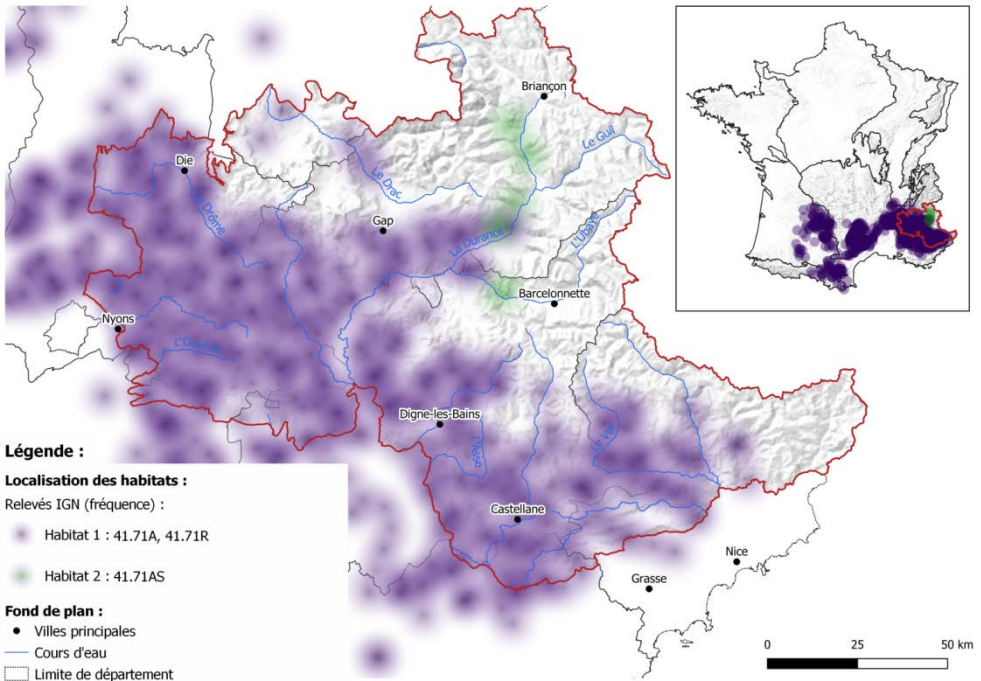 Briançon
Le Guil
Die
La Drôme
Le Drac
Gap
La Durance
L'Ubaye
Barcelonnette
Nyons
L'Ouvèze
Digne-les-Bains
L'Asse
Le Var
Castellane
Nice
Grasse
Légende :
Localisation des habitats :
Relevés IGN (fréquence) :
Habitat 1 : 41.71A, 41.71R
Habitat 2 : 41.71AS
Fond de plan :
Villes principales
Cours d'eau
Limite de département
0 25 50 km